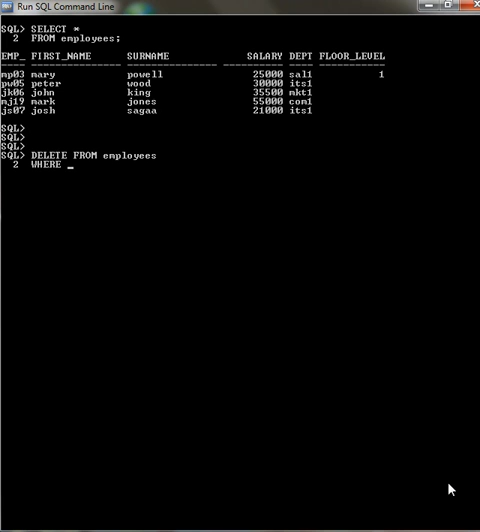 Run SQL Command Line
SQL> SELECT *
2 FROM employees;
EMP_ FIRST_NAME SURNAME SALARY DEPT FLOOR_LEVEL
mp03 mary powell 25000 sal1 1
pw05 peter wood 30000 its1
jk06 john king 35500 mkt1
mj19 mark jones 55000 com1
js07 josh sagaa 21000 its1
SQL>
SQL>
SQL>
SQL> DELETE FROM employees
2 WHERE _